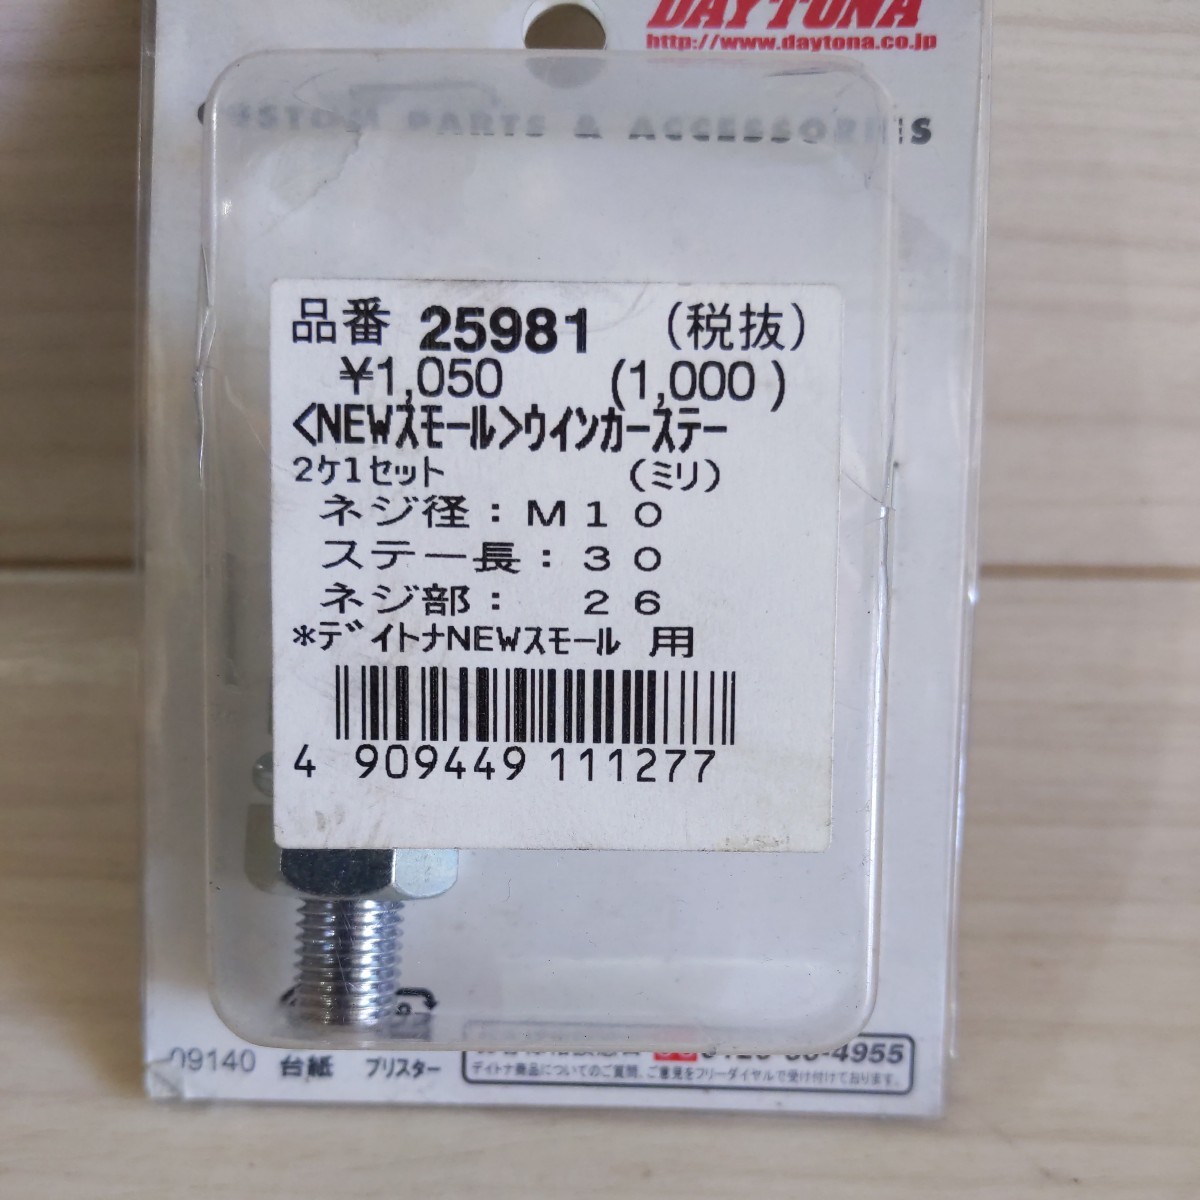 DAYTONA
http://www.daytona.co.jp
CUSTOM PARTS & ACCESSORIES
品番 25981 (税抜)
¥1,050 (1,000)
<NEWスモール>ウインカーステー
2ケ1セット (ミリ)
ネジ径:M10
ステー長:30
ネジ部: 26
*デイトナNEWスモール 用
4 909449 111277
09140 台紙 ブリスター
4955
デイトナ商品についてのご質問、ご意見をフリーダイヤルで受け付けております。